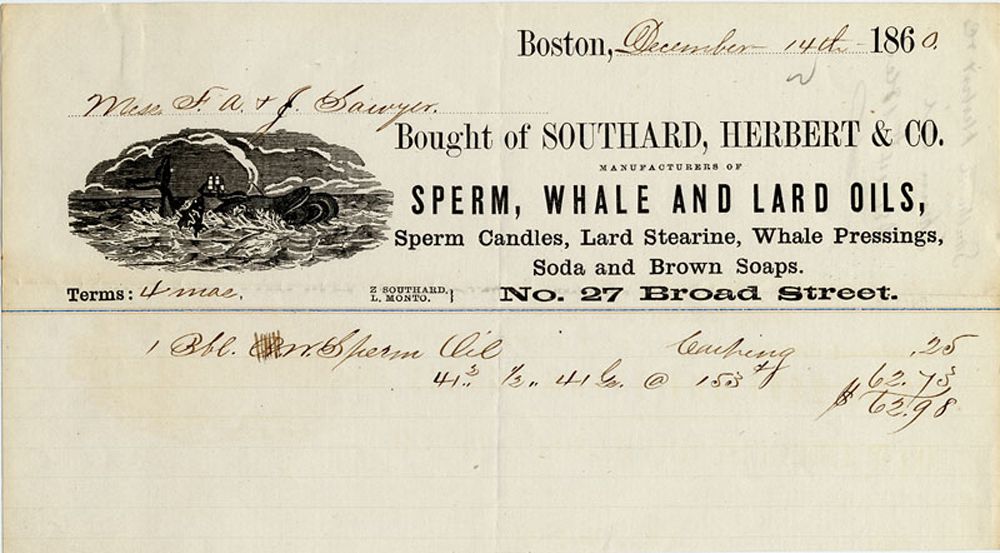 Boston, December 14th 1860.
Mess. F. A. & J. Sawyer.
Bought of SOUTHARD, HERBERT & CO.
MANUFACTURERS OF
SPERM, WHALE AND LARD OILS,
Sperm Candles, Lard Stearine, Whale Pressings,
Soda and Brown Soaps.
Terms: 4 mos. Z SOUTHARD, L. MONTO. } No. 27 Broad Street.
1 Bbl. W. Sperm Oil .25
41 1/2 41 @ 153 62.73
$62.98